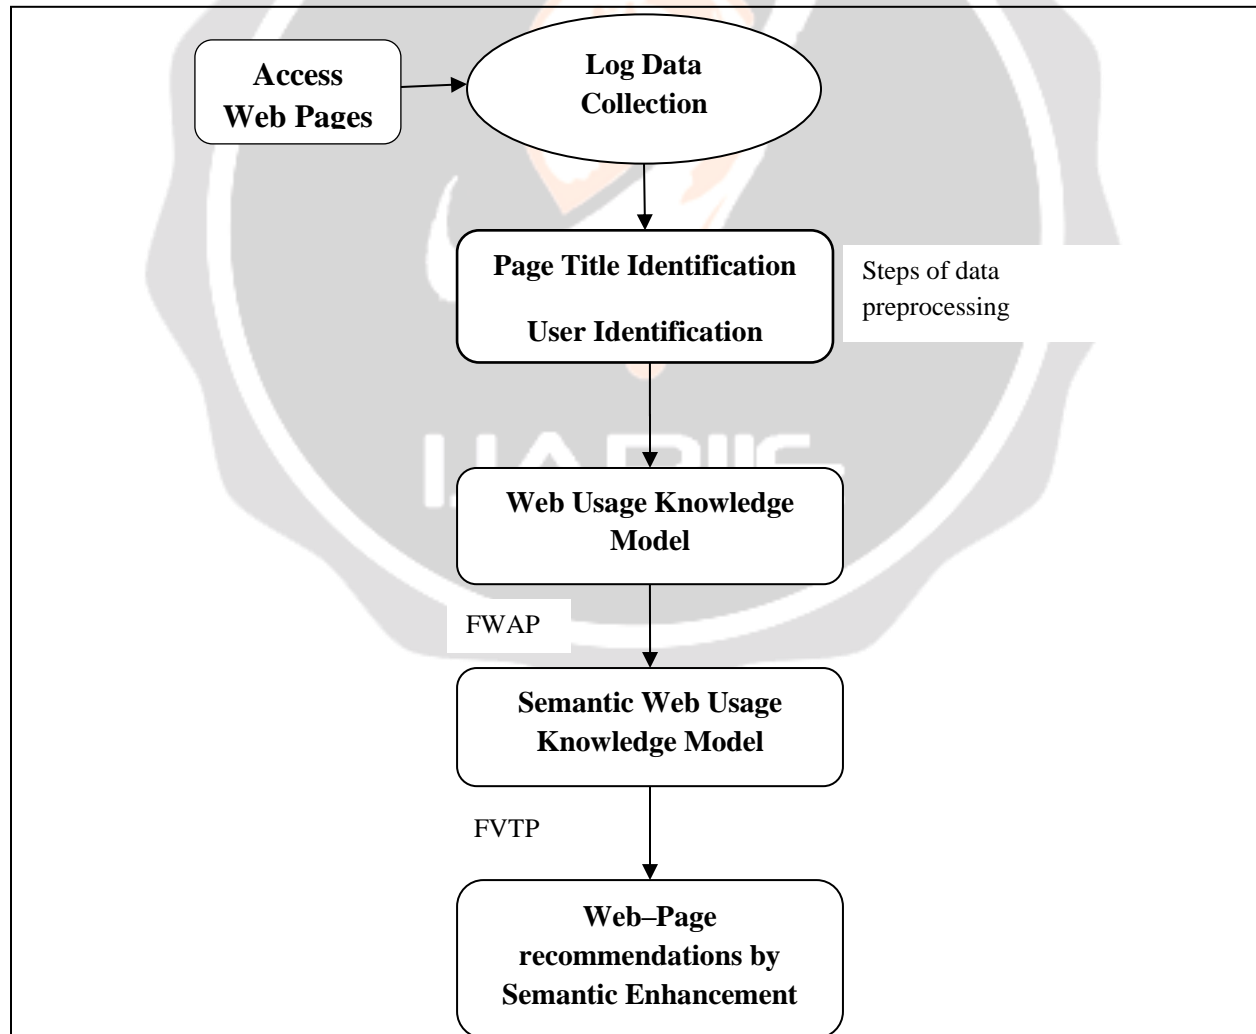 Access
Web Pages
Log Data
Collection
Page Title Identification
User Identification
Steps of data
preprocessing
Web Usage Knowledge
Model
FWAP
Semantic Web Usage
Knowledge Model
FVTP
Web–Page
recommendations by
Semantic Enhancement